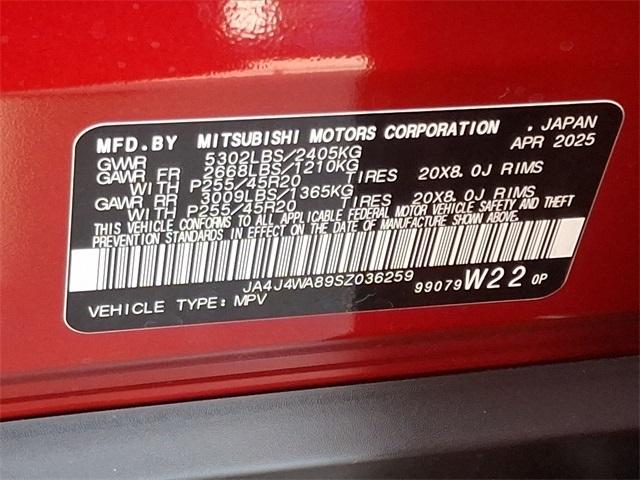 MFD.BY MITSUBISHI MOTORS CORPORATION . JAPAN
GVWR 5302LBS/2405KG APR 2025
GAWR FR 2668LBS/1210KG
WITH P255/45R20 TIRES 20X8.0J RIMS
GAWR RR 3009LBS/1365KG
WITH P255/45R20 TIRES 20X8.0J RIMS
THIS VEHICLE CONFORMS TO ALL APPLICABLE FEDERAL MOTOR VEHICLE SAFETY AND THEFT
PREVENTION STANDARDS IN EFFECT ON THE DATE OF MANUFACTURE SHOWN ABOVE.
JA4J4WA89SZ036259
99079 W22 0P
VEHICLE TYPE: MPV